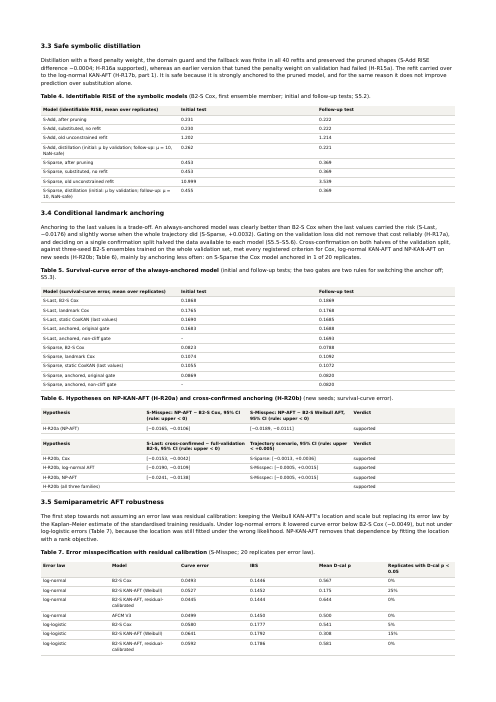 3.3 Safe symbolic distillation
Distillation with a fixed penalty weight, the domain guard and the fallback was finite in all 40 refits and preserved the pruned shapes (S-Add RISE
difference −0.0004; H-R16a supported), whereas an earlier version that tuned the penalty weight on validation had failed (H-R15a). The refit carried over
to the log-normal KAN-AFT (H-R17b, part 1). It is safe because it is strongly anchored to the pruned model, and for the same reason it does not improve
prediction over substitution alone.
Table 4. Identifiable RISE of the symbolic models (B2-S Cox, first ensemble member; initial and follow-up tests; S5.2).
Model (identifiable RISE, mean over replicates) Initial test Follow-up test
S-Add, after pruning 0.231 0.222
S-Add, substituted, no refit 0.230 0.222
S-Add, old unconstrained refit 1.202 1.214
S-Add, distillation (initial: μ by validation; follow-up: μ = 10, 0.262 0.221
NaN-safe)
S-Sparse, after pruning 0.453 0.369
S-Sparse, substituted, no refit 0.453 0.369
S-Sparse, old unconstrained refit 10.999 3.539
S-Sparse, distillation (initial: μ by validation; follow-up: μ = 0.455 0.369
10, NaN-safe)
3.4 Conditional landmark anchoring
Anchoring to the last values is a trade-off. An always-anchored model was clearly better than B2-S Cox when the last values carried the risk (S-Last,
−0.0176) and slightly worse when the whole trajectory did (S-Sparse, +0.0032). Gating on the validation loss did not remove that cost reliably (H-R17a),
and deciding on a single confirmation split halved the data available to each model (S5.5–S5.6). Cross-confirmation on both halves of the validation split,
against three-seed B2-S ensembles trained on the whole validation set, met every registered criterion for Cox, log-normal KAN-AFT and NP-KAN-AFT on
new seeds (H-R20b; Table 6), mainly by anchoring less often: on S-Sparse the Cox model anchored in 1 of 20 replicates.
Table 5. Survival-curve error of the always-anchored model (initial and follow-up tests; the two gates are two rules for switching the anchor off;
S5.3).
Model (survival-curve error, mean over replicates) Initial test Follow-up test
S-Last, B2-S Cox 0.1868 0.1869
S-Last, landmark Cox 0.1765 0.1768
S-Last, static CoxKAN (last values) 0.1690 0.1685
S-Last, anchored, original gate 0.1683 0.1688
S-Last, anchored, non-cliff gate – 0.1693
S-Sparse, B2-S Cox 0.0823 0.0788
S-Sparse, landmark Cox 0.1074 0.1092
S-Sparse, static CoxKAN (last values) 0.1055 0.1072
S-Sparse, anchored, original gate 0.0869 0.0820
S-Sparse, anchored, non-cliff gate – 0.0820
Table 6. Hypotheses on NP-KAN-AFT (H-R20a) and cross-confirmed anchoring (H-R20b) (new seeds; survival-curve error).
Hypothesis S-Misspec: NP-AFT − B2-S Cox, 95% CI S-Misspec: NP-AFT − B2-S Weibull AFT, Verdict
(rule: upper < 0) 95% CI (rule: upper < 0)
H-R20a (NP-AFT) [−0.0165, −0.0106] [−0.0189, −0.0111] supported
Hypothesis S-Last: cross-confirmed − full-validation Trajectory scenario, 95% CI (rule: upper Verdict
B2-S, 95% CI (rule: upper < 0) < +0.005)
H-R20b, Cox [−0.0153, −0.0042] S-Sparse: [−0.0013, +0.0036] supported
H-R20b, log-normal AFT [−0.0190, −0.0109] S-Misspec: [−0.0005, +0.0015] supported
H-R20b, NP-AFT [−0.0241, −0.0138] S-Misspec: [−0.0005, +0.0015] supported
H-R20b (all three families) supported
3.5 Semiparametric AFT robustness
The first step towards not assuming an error law was residual calibration: keeping the Weibull KAN-AFT's location and scale but replacing its error law by
the Kaplan–Meier estimate of the standardised training residuals. Under log-normal errors it lowered curve error below B2-S Cox (−0.0049), but not under
log-logistic errors (Table 7), because the location was still fitted under the wrong likelihood. NP-KAN-AFT removes that dependence by fitting the location
with a rank objective.
Table 7. Error misspecification with residual calibration (S-Misspec; 20 replicates per error law).
Error law Model Curve error IBS Mean D-cal p Replicates with D-cal p <
0.05
log-normal B2-S Cox 0.0493 0.1446 0.567 0%
log-normal B2-S KAN-AFT (Weibull) 0.0527 0.1452 0.175 25%
log-normal B2-S KAN-AFT, residual- 0.0445 0.1444 0.644 0%
calibrated
log-normal AFCM V3 0.0499 0.1450 0.500 0%
log-logistic B2-S Cox 0.0580 0.1777 0.541 5%
log-logistic B2-S KAN-AFT (Weibull) 0.0641 0.1792 0.308 15%
log-logistic B2-S KAN-AFT, residual- 0.0592 0.1786 0.581 0%
calibrated